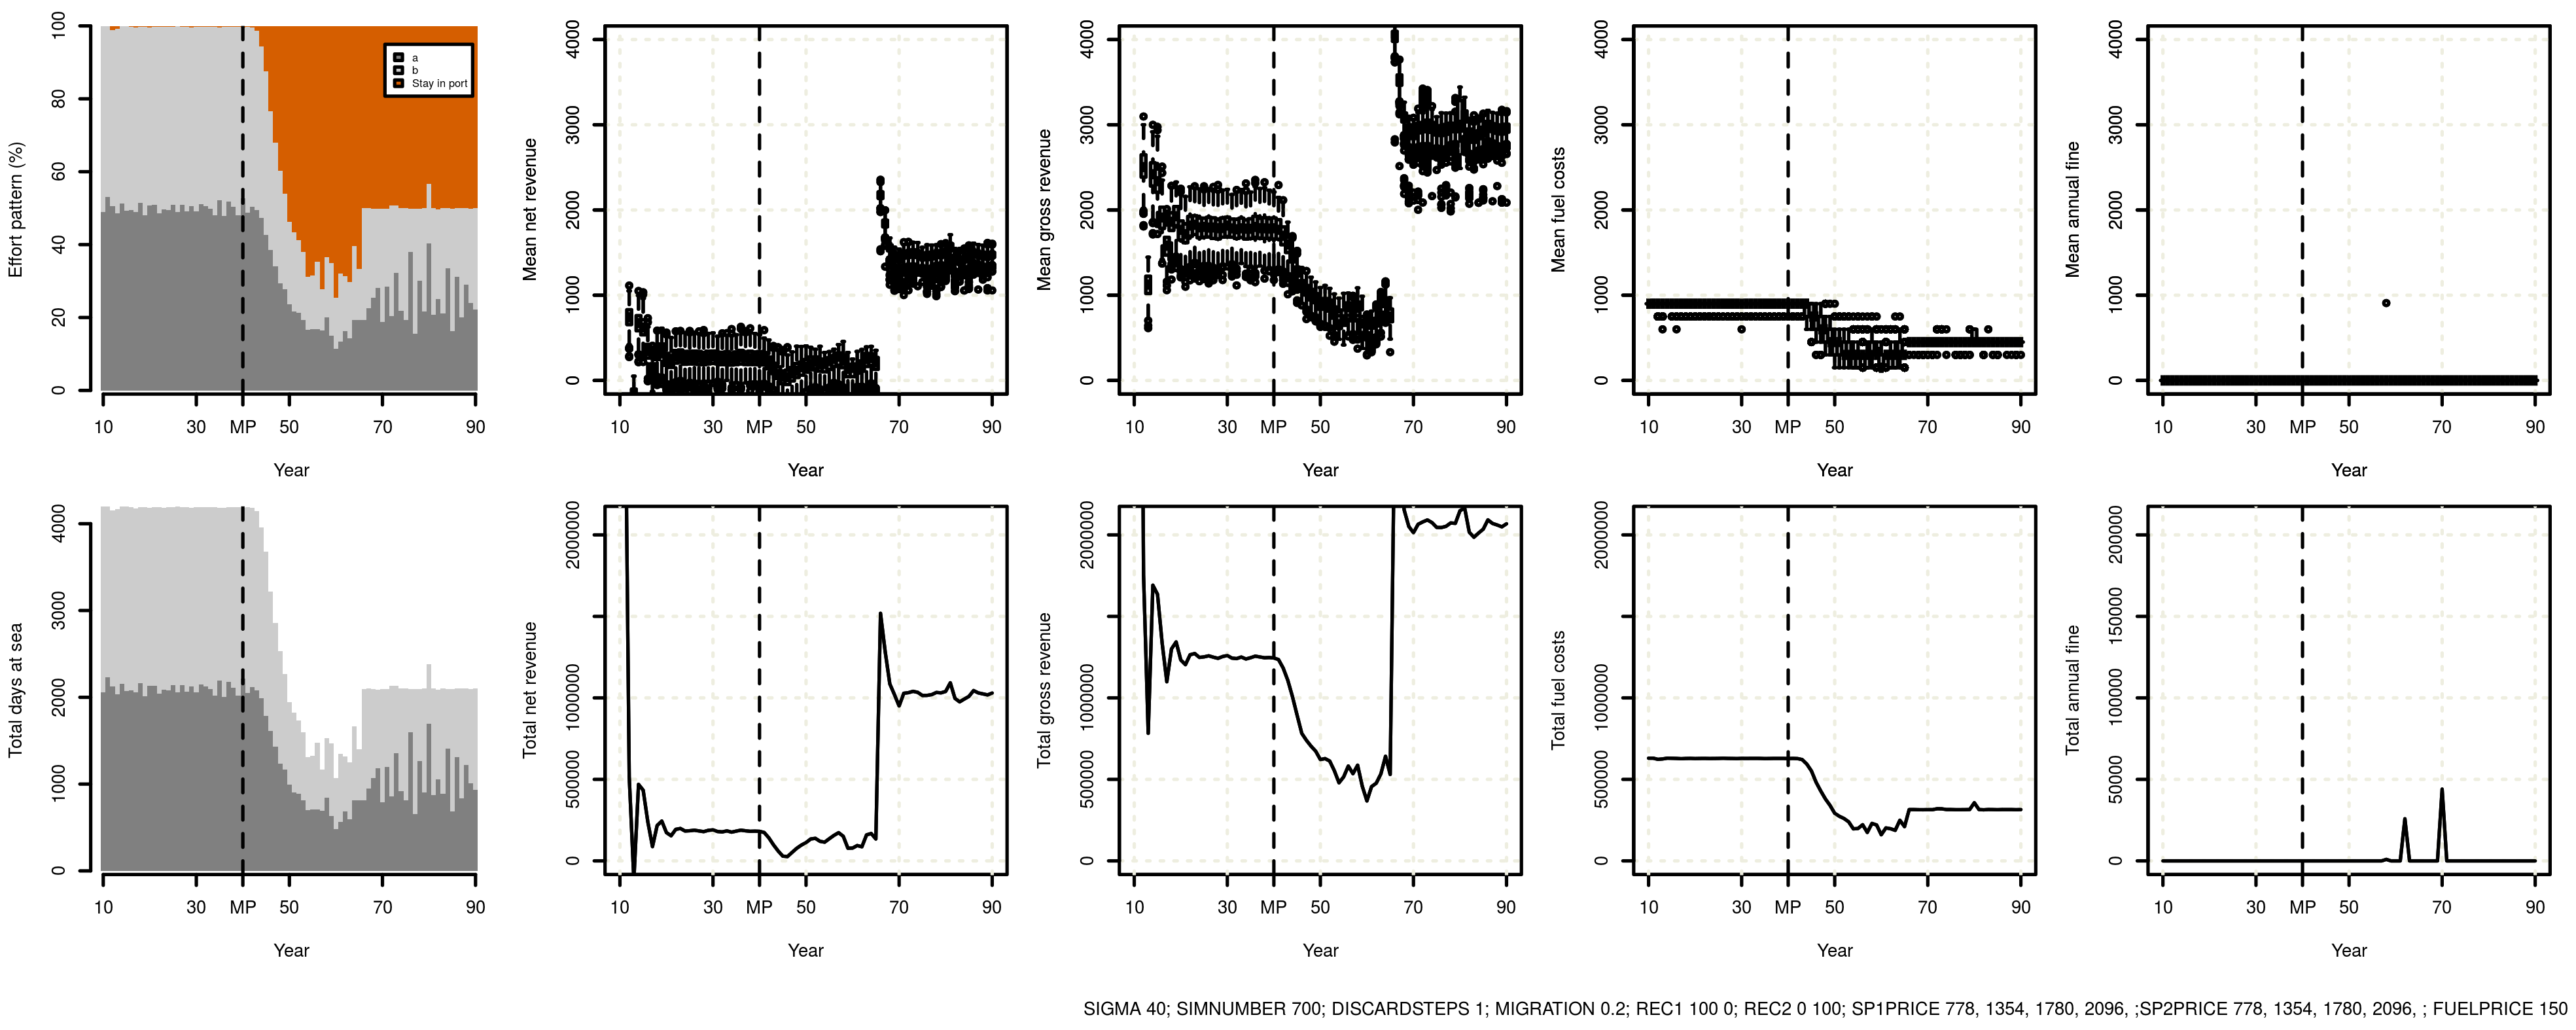 Effort pattern (%)
0 20 40 60 80 100
a
b
Stay in port
10 30 MP 50 70 90
Year
Mean net revenue
0 1000 2000 3000 4000
10 30 MP 50 70 90
Year
Mean gross revenue
0 1000 2000 3000 4000
10 30 MP 50 70 90
Year
Mean fuel costs
0 1000 2000 3000 4000
10 30 MP 50 70 90
Year
Mean annual fine
0 1000 2000 3000 4000
10 30 MP 50 70 90
Year
Total days at sea
0 1000 2000 3000 4000
10 30 MP 50 70 90
Year
Total net revenue
0 500000 1000000 2000000
10 30 MP 50 70 90
Year
Total gross revenue
0 500000 1000000 2000000
10 30 MP 50 70 90
Year
Total fuel costs
0 500000 1000000 2000000
10 30 MP 50 70 90
Year
Total annual fine
0 50000 100000 150000 200000
10 30 MP 50 70 90
Year
SIGMA 40; SIMNUMBER 700; DISCARDSTEPS 1; MIGRATION 0.2; REC1 100 0; REC2 0 100; SP1PRICE 778, 1354, 1780, 2096, ;SP2PRICE 778, 1354, 1780, 2096, ; FUELPRICE 150